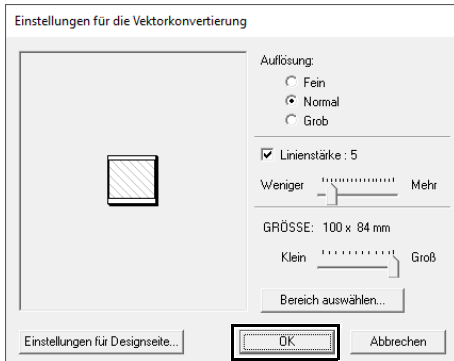 Einstellungen für die Vektorkonvertierung
Auflösung:
Fein
Normal
Grob
Linienstärke : 5
Weniger
Mehr
GRÖSSE: 100 x 84 mm
Klein
Groß
Bereich auswählen...
Einstellungen für Designseite...
OK
Abbrechen